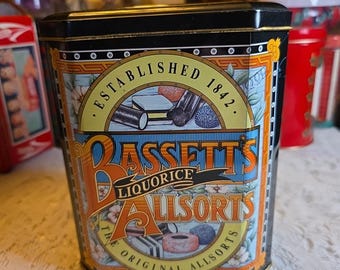 · ESTABLISHED 1842 ·
BASSETT'S
LIQUORICE
ALLSORTS
THE ORIGINAL ALLSORTS